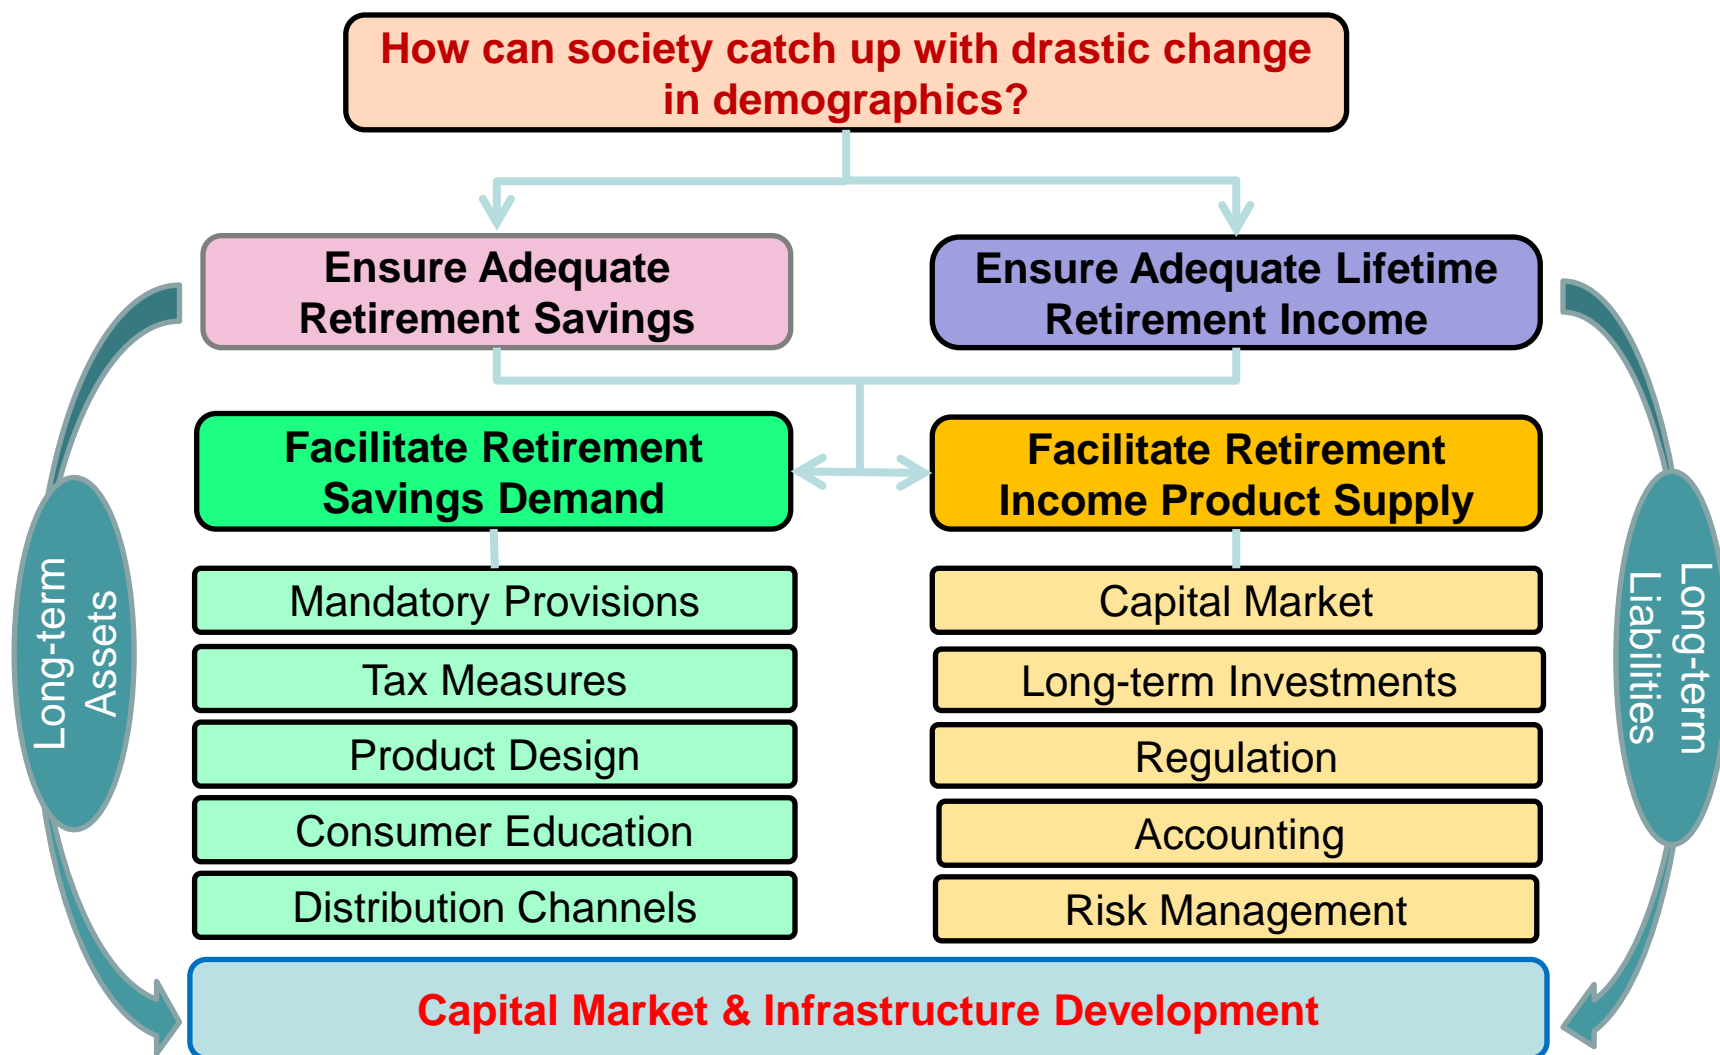 How can society catch up with drastic change
in demographics?
Ensure Adequate
Retirement Savings
Ensure Adequate Lifetime
Retirement Income
Facilitate Retirement
Savings Demand
Facilitate Retirement
Income Product Supply
Long-term
Assets
Mandatory Provisions
Tax Measures
Product Design
Consumer Education
Distribution Channels
Capital Market
Long-term Investments
Regulation
Accounting
Risk Management
Long-term
Liabilities
Capital Market & Infrastructure Development